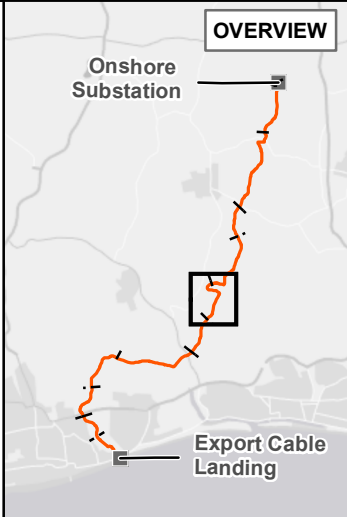 OVERVIEW
Onshore
Substation
Export Cable
Landing